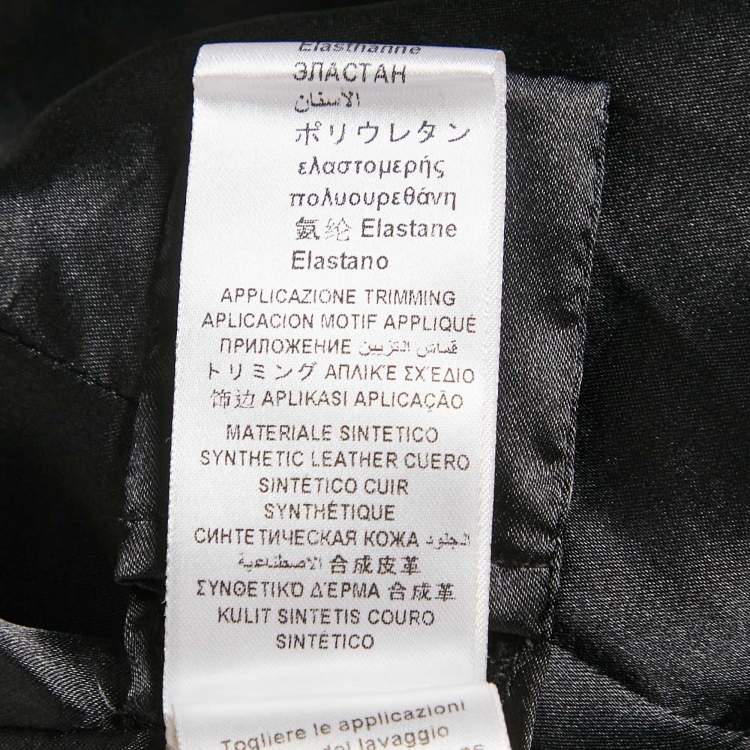 Elasthanne
ЭЛАСТАН
الاسفان
ポリウレタン
ελαστομερής
πολυουρεθάνη
氨纶 Elastane
Elastano
APPLICAZIONE TRIMMING
APLICACION MOTIF APPLIQUÉ
ПРИЛОЖЕНИЕ قماش التزيين
トリミング ΑΠΛΙΚΈ ΣΧΈΔΙΟ
饰边 APLIKASI APLICAÇÃO
MATERIALE SINTETICO
SYNTHETIC LEATHER CUERO
SINTÉTICO CUIR
SYNTHÉTIQUE
СИНТЕТИЧЕСКАЯ КОЖА الجلود
الاصطناعية 合成皮革
ΣΥΝΘΕΤΙΚΌ ΔΈΡΜΑ 合成革
KULIT SINTETIS COURO
SINTÉTICO
Togliere le applicazioni
del lavaggio